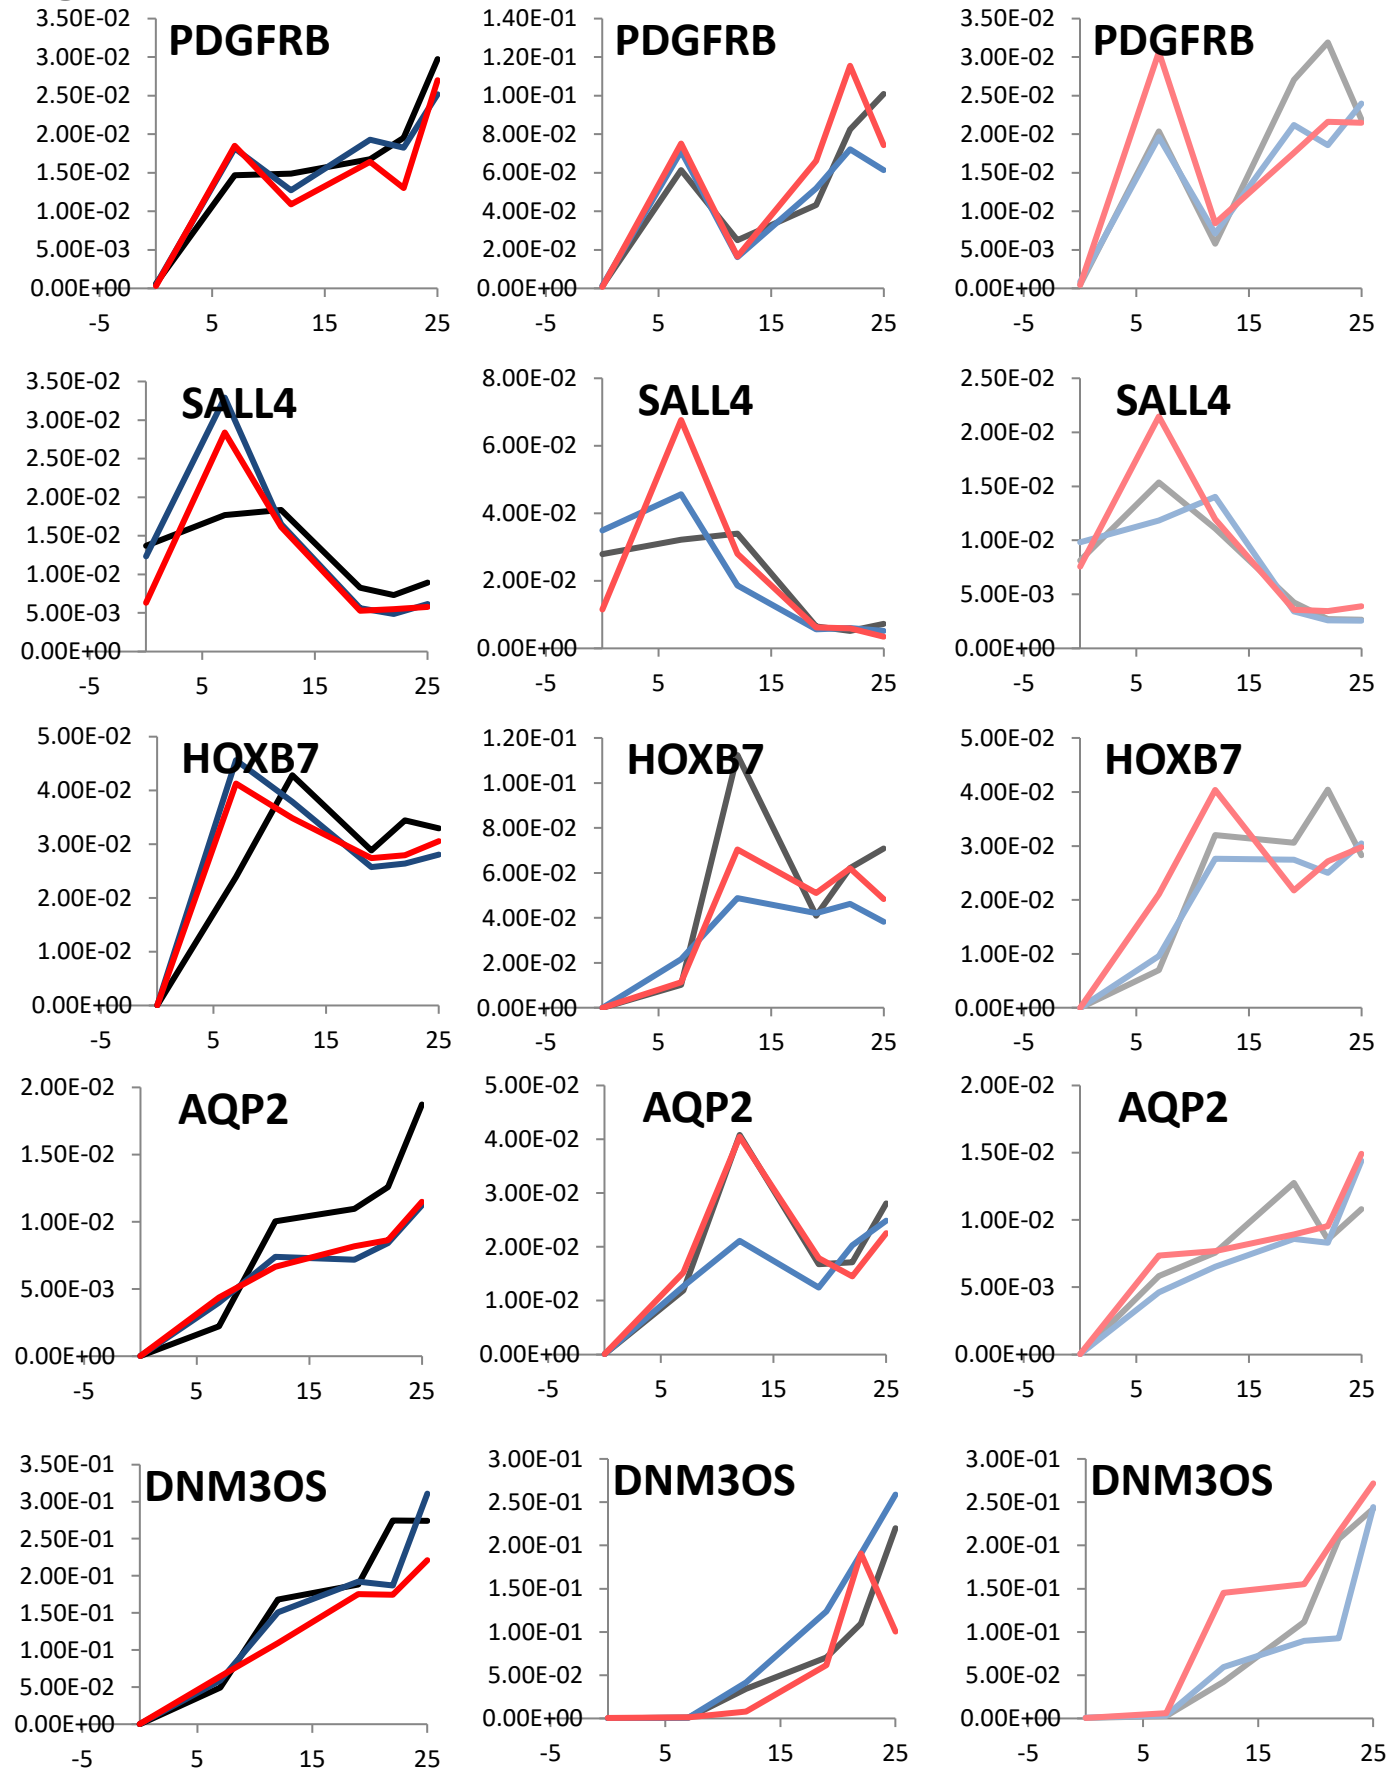 PDGFRB
3.50E-02
3.00E-02
2.50E-02
2.00E-02
1.50E-02
1.00E-02
5.00E-03
0.00E+00
-5 5 15 25
PDGFRB
1.40E-01
1.20E-01
1.00E-01
8.00E-02
6.00E-02
4.00E-02
2.00E-02
0.00E+00
-5 5 15 25
PDGFRB
3.50E-02
3.00E-02
2.50E-02
2.00E-02
1.50E-02
1.00E-02
5.00E-03
0.00E+00
-5 5 15 25
SALL4
3.50E-02
3.00E-02
2.50E-02
2.00E-02
1.50E-02
1.00E-02
5.00E-03
0.00E+00
-5 5 15 25
SALL4
8.00E-02
6.00E-02
4.00E-02
2.00E-02
0.00E+00
-5 5 15 25
SALL4
2.50E-02
2.00E-02
1.50E-02
1.00E-02
5.00E-03
0.00E+00
-5 5 15 25
HOXB7
5.00E-02
4.00E-02
3.00E-02
2.00E-02
1.00E-02
0.00E+00
-5 5 15 25
HOXB7
1.20E-01
1.00E-01
8.00E-02
6.00E-02
4.00E-02
2.00E-02
0.00E+00
-5 5 15 25
HOXB7
5.00E-02
4.00E-02
3.00E-02
2.00E-02
1.00E-02
0.00E+00
-5 5 15 25
AQP2
2.00E-02
1.50E-02
1.00E-02
5.00E-03
0.00E+00
-5 5 15 25
AQP2
5.00E-02
4.00E-02
3.00E-02
2.00E-02
1.00E-02
0.00E+00
-5 5 15 25
AQP2
2.00E-02
1.50E-02
1.00E-02
5.00E-03
0.00E+00
-5 5 15 25
DNM3OS
3.50E-01
3.00E-01
2.50E-01
2.00E-01
1.50E-01
1.00E-01
5.00E-02
0.00E+00
-5 5 15 25
DNM3OS
3.00E-01
2.50E-01
2.00E-01
1.50E-01
1.00E-01
5.00E-02
0.00E+00
-5 5 15 25
DNM3OS
3.00E-01
2.50E-01
2.00E-01
1.50E-01
1.00E-01
5.00E-02
0.00E+00
-5 5 15 25